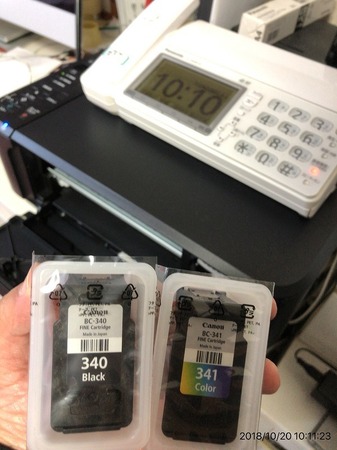 Panasonic
10:10
1 2 3
4 5 6
7 8 9
* 0 #
Canon
BC-340
FINE Cartridge
Made in Japan
340
Black
Canon
BC-341
FINE Cartridge
Made in Japan
341
Color
2018/10/20 10:11:23